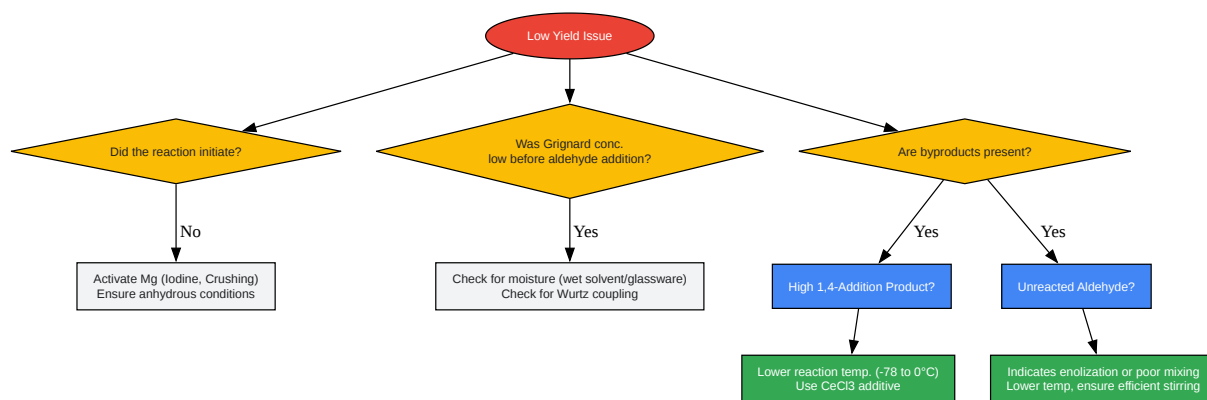 Low Yield Issue
Did the reaction initiate?
Was Grignard conc.
low before aldehyde addition?
Are byproducts present?
No
Yes
Yes
Yes
Activate Mg (Iodine, Crushing)
Ensure anhydrous conditions
Check for moisture (wet solvent/glassware)
Check for Wurtz coupling
High 1,4-Addition Product?
Unreacted Aldehyde?
Lower reaction temp. (-78 to 0°C)
Use CeCl3 additive
Indicates enolization or poor mixing
Lower temp, ensure efficient stirring